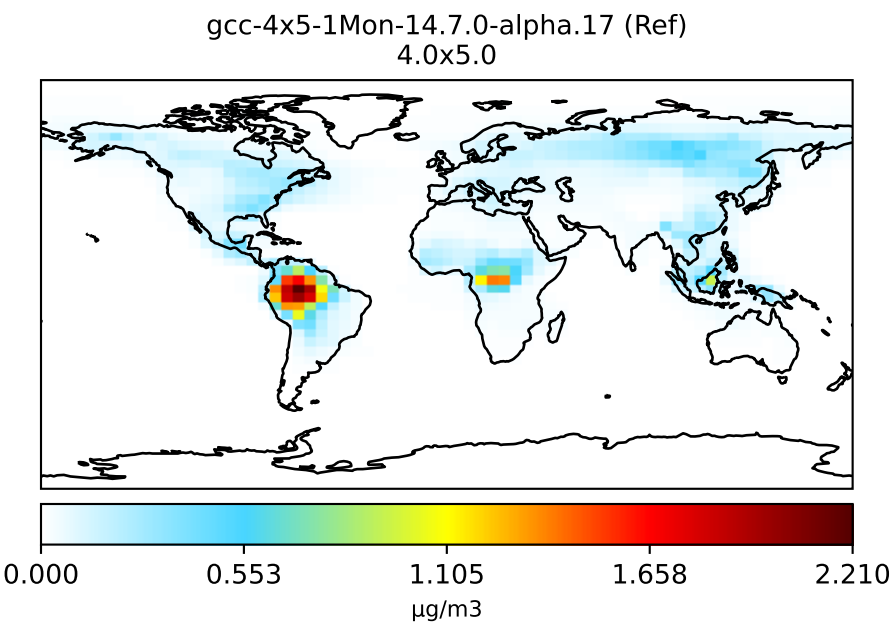 gcc-4x5-1Mon-14.7.0-alpha.17 (Ref)
4.0x5.0
0.000 0.553 1.105 1.658 2.210
μg/m3